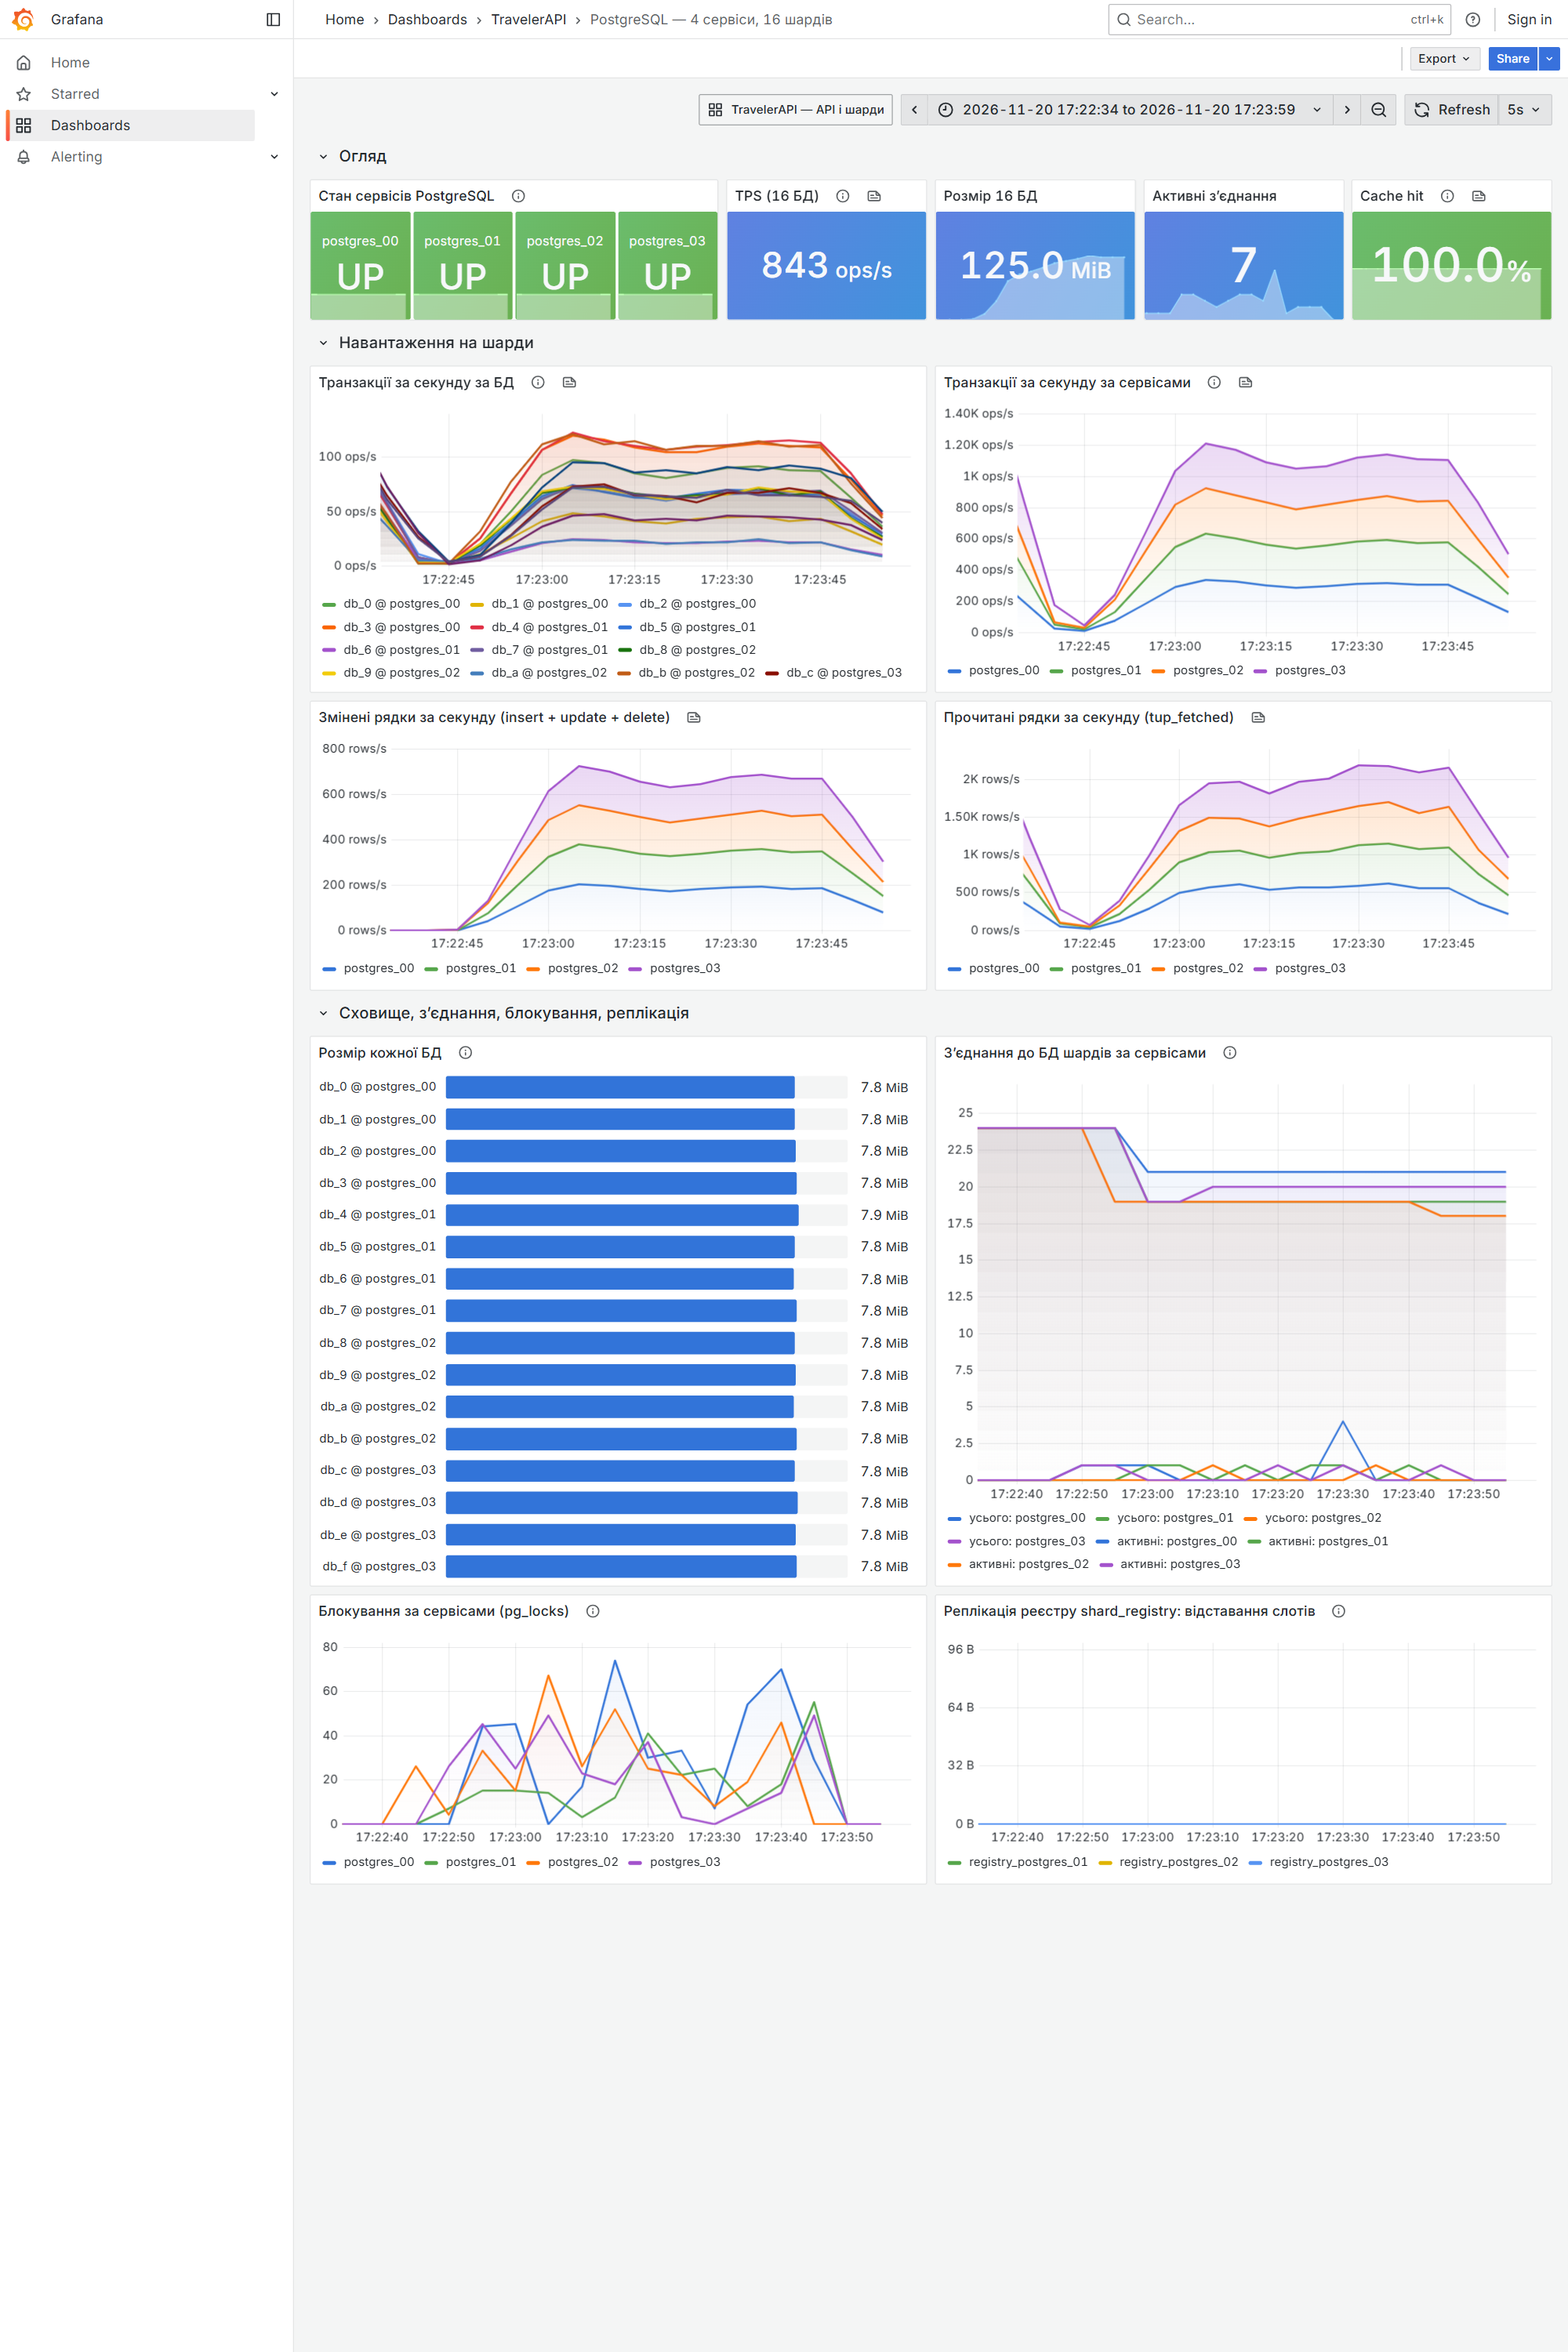 Grafana
Home › Dashboards › TravelerAPI › PostgreSQL — 4 сервіси, 16 шардів
Search...
ctrl+k
Sign in
Home
Starred
Dashboards
Alerting
Export
Share
TravelerAPI — API і шарди
2026-11-20 17:22:34 to 2026-11-20 17:23:59
Refresh
5s
Огляд
Стан сервісів PostgreSQL
postgres_00
UP
postgres_01
UP
postgres_02
UP
postgres_03
UP
TPS (16 БД)
843 ops/s
Розмір 16 БД
125.0 MiB
Активні з’єднання
7
Cache hit
100.0%
Навантаження на шарди
Транзакції за секунду за БД
100 ops/s
50 ops/s
0 ops/s
17:22:45 17:23:00 17:23:15 17:23:30 17:23:45
db_0 @ postgres_00 db_1 @ postgres_00 db_2 @ postgres_00
db_3 @ postgres_00 db_4 @ postgres_01 db_5 @ postgres_01
db_6 @ postgres_01 db_7 @ postgres_01 db_8 @ postgres_02
db_9 @ postgres_02 db_a @ postgres_02 db_b @ postgres_02 db_c @ postgres_03
Транзакції за секунду за сервісами
1.40K ops/s
1.20K ops/s
1K ops/s
800 ops/s
600 ops/s
400 ops/s
200 ops/s
0 ops/s
17:22:45 17:23:00 17:23:15 17:23:30 17:23:45
postgres_00 postgres_01 postgres_02 postgres_03
Змінені рядки за секунду (insert + update + delete)
800 rows/s
600 rows/s
400 rows/s
200 rows/s
0 rows/s
17:22:45 17:23:00 17:23:15 17:23:30 17:23:45
postgres_00 postgres_01 postgres_02 postgres_03
Прочитані рядки за секунду (tup_fetched)
2K rows/s
1.50K rows/s
1K rows/s
500 rows/s
0 rows/s
17:22:45 17:23:00 17:23:15 17:23:30 17:23:45
postgres_00 postgres_01 postgres_02 postgres_03
Сховище, з’єднання, блокування, реплікація
Розмір кожної БД
db_0 @ postgres_00 7.8 MiB
db_1 @ postgres_00 7.8 MiB
db_2 @ postgres_00 7.8 MiB
db_3 @ postgres_00 7.8 MiB
db_4 @ postgres_01 7.9 MiB
db_5 @ postgres_01 7.8 MiB
db_6 @ postgres_01 7.8 MiB
db_7 @ postgres_01 7.8 MiB
db_8 @ postgres_02 7.8 MiB
db_9 @ postgres_02 7.8 MiB
db_a @ postgres_02 7.8 MiB
db_b @ postgres_02 7.8 MiB
db_c @ postgres_03 7.8 MiB
db_d @ postgres_03 7.8 MiB
db_e @ postgres_03 7.8 MiB
db_f @ postgres_03 7.8 MiB
З’єднання до БД шардів за сервісами
25
22.5
20
17.5
15
12.5
10
7.5
5
2.5
0
17:22:40 17:22:50 17:23:00 17:23:10 17:23:20 17:23:30 17:23:40 17:23:50
усього: postgres_00 усього: postgres_01 усього: postgres_02
усього: postgres_03 активні: postgres_00 активні: postgres_01
активні: postgres_02 активні: postgres_03
Блокування за сервісами (pg_locks)
80
60
40
20
0
17:22:40 17:22:50 17:23:00 17:23:10 17:23:20 17:23:30 17:23:40 17:23:50
postgres_00 postgres_01 postgres_02 postgres_03
Реплікація реєстру shard_registry: відставання слотів
96 B
64 B
32 B
0 B
17:22:40 17:22:50 17:23:00 17:23:10 17:23:20 17:23:30 17:23:40 17:23:50
registry_postgres_01 registry_postgres_02 registry_postgres_03